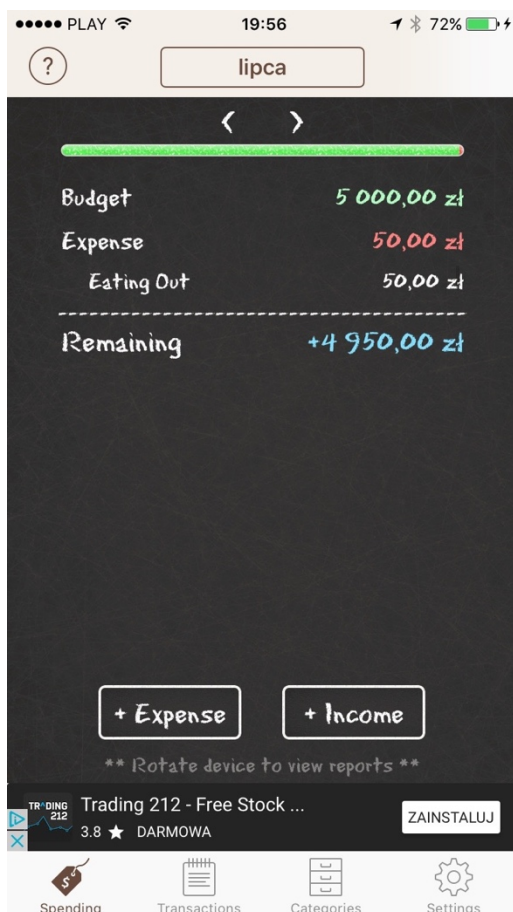 PLAY 19:56 72%
? lipca
Budget 5 000,00 zł
Expense 50,00 zł
Eating Out 50,00 zł
Remaining +4 950,00 zł
+ Expense + Income
** Rotate device to view reports **
TRADING 212
Trading 212 - Free Stock ...
3.8 ★ DARMOWA
ZAINSTALUJ
Spending Transactions Categories Settings